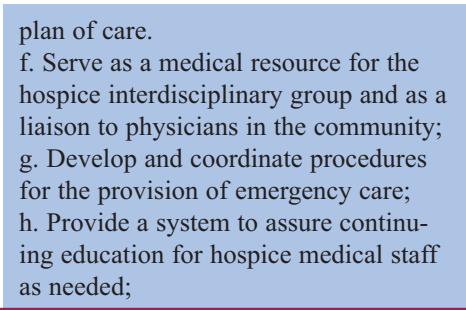 plan of care.
f. Serve as a medical resource for the
hospice interdisciplinary group and as a
liaison to physicians in the community;
g. Develop and coordinate procedures
for the provision of emergency care;
h. Provide a system to assure continu-
ing education for hospice medical staff
as needed;